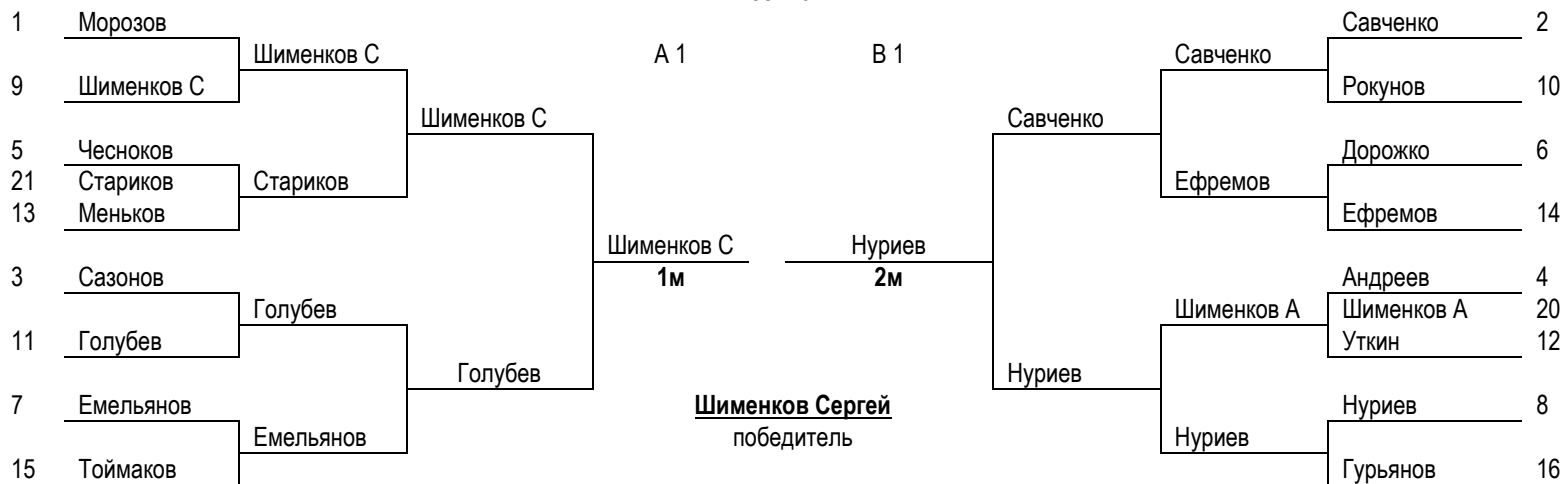 1 Морозов Савченко 2
Шименков С А 1 В 1 Савченко
9 Шименков С Рокунов 10
Шименков С Савченко
5 Чесноков Дорожко 6
21 Стариков Стариков Ефремов
13 Меньков Ефремов 14
Шименков С Нуриев
3 Сазонов 1м 2м Андреев 4
Голубев Шименков А Шименков А 20
11 Голубев Уткин 12
Голубев Нуриев
7 Емельянов Шименков Сергей Нуриев 8
Емельянов победитель Нуриев
15 Тоймаков Гурьянов 16